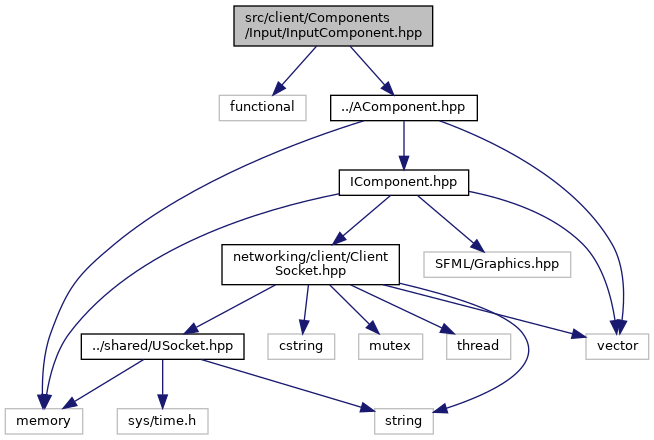 src/client/Components
/Input/InputComponent.hpp
functional
../AComponent.hpp
IComponent.hpp
networking/client/Client
Socket.hpp
SFML/Graphics.hpp
../shared/USocket.hpp
cstring
mutex
thread
vector
memory
sys/time.h
string